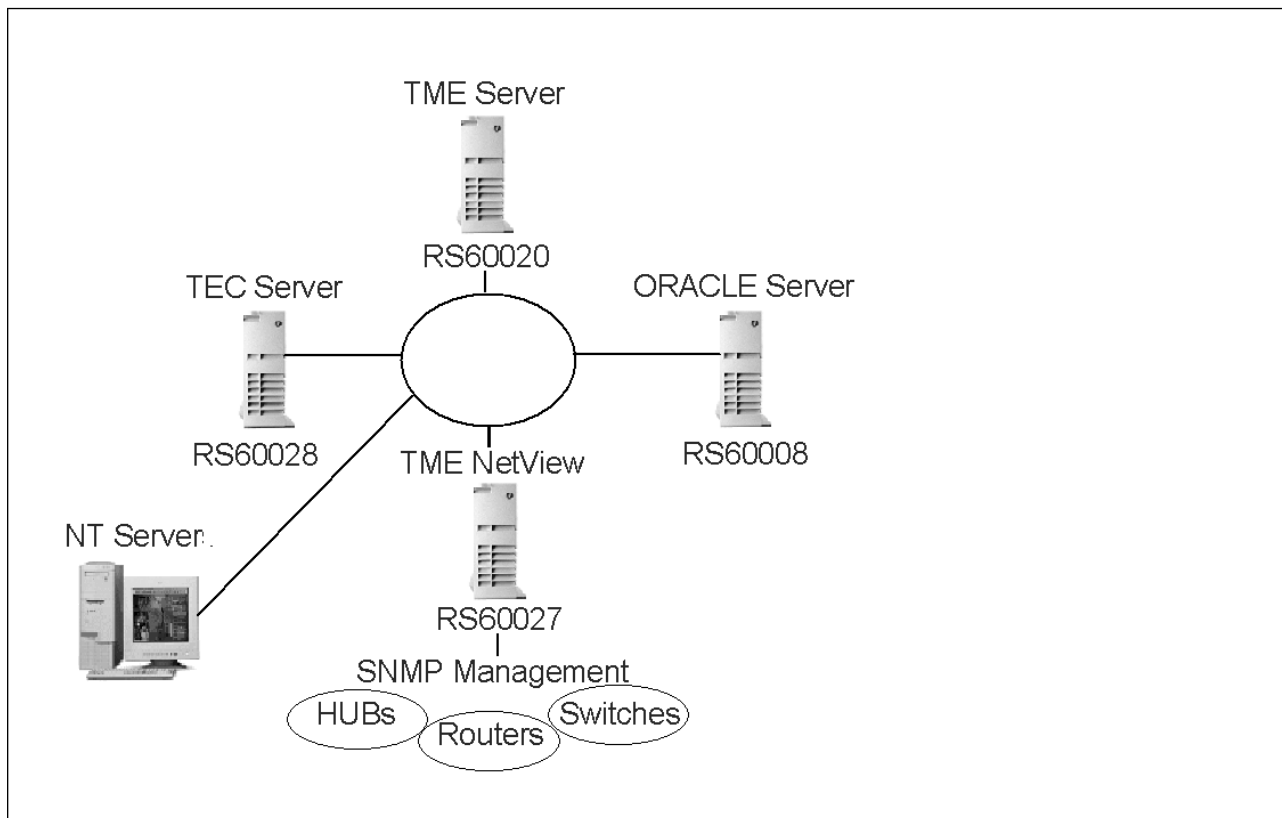 TME Server
RS60020
TEC Server
ORACLE Server
RS60028
TME NetView
RS60008
NT Server
RS60027
SNMP Management
HUBs
Routers
Switches